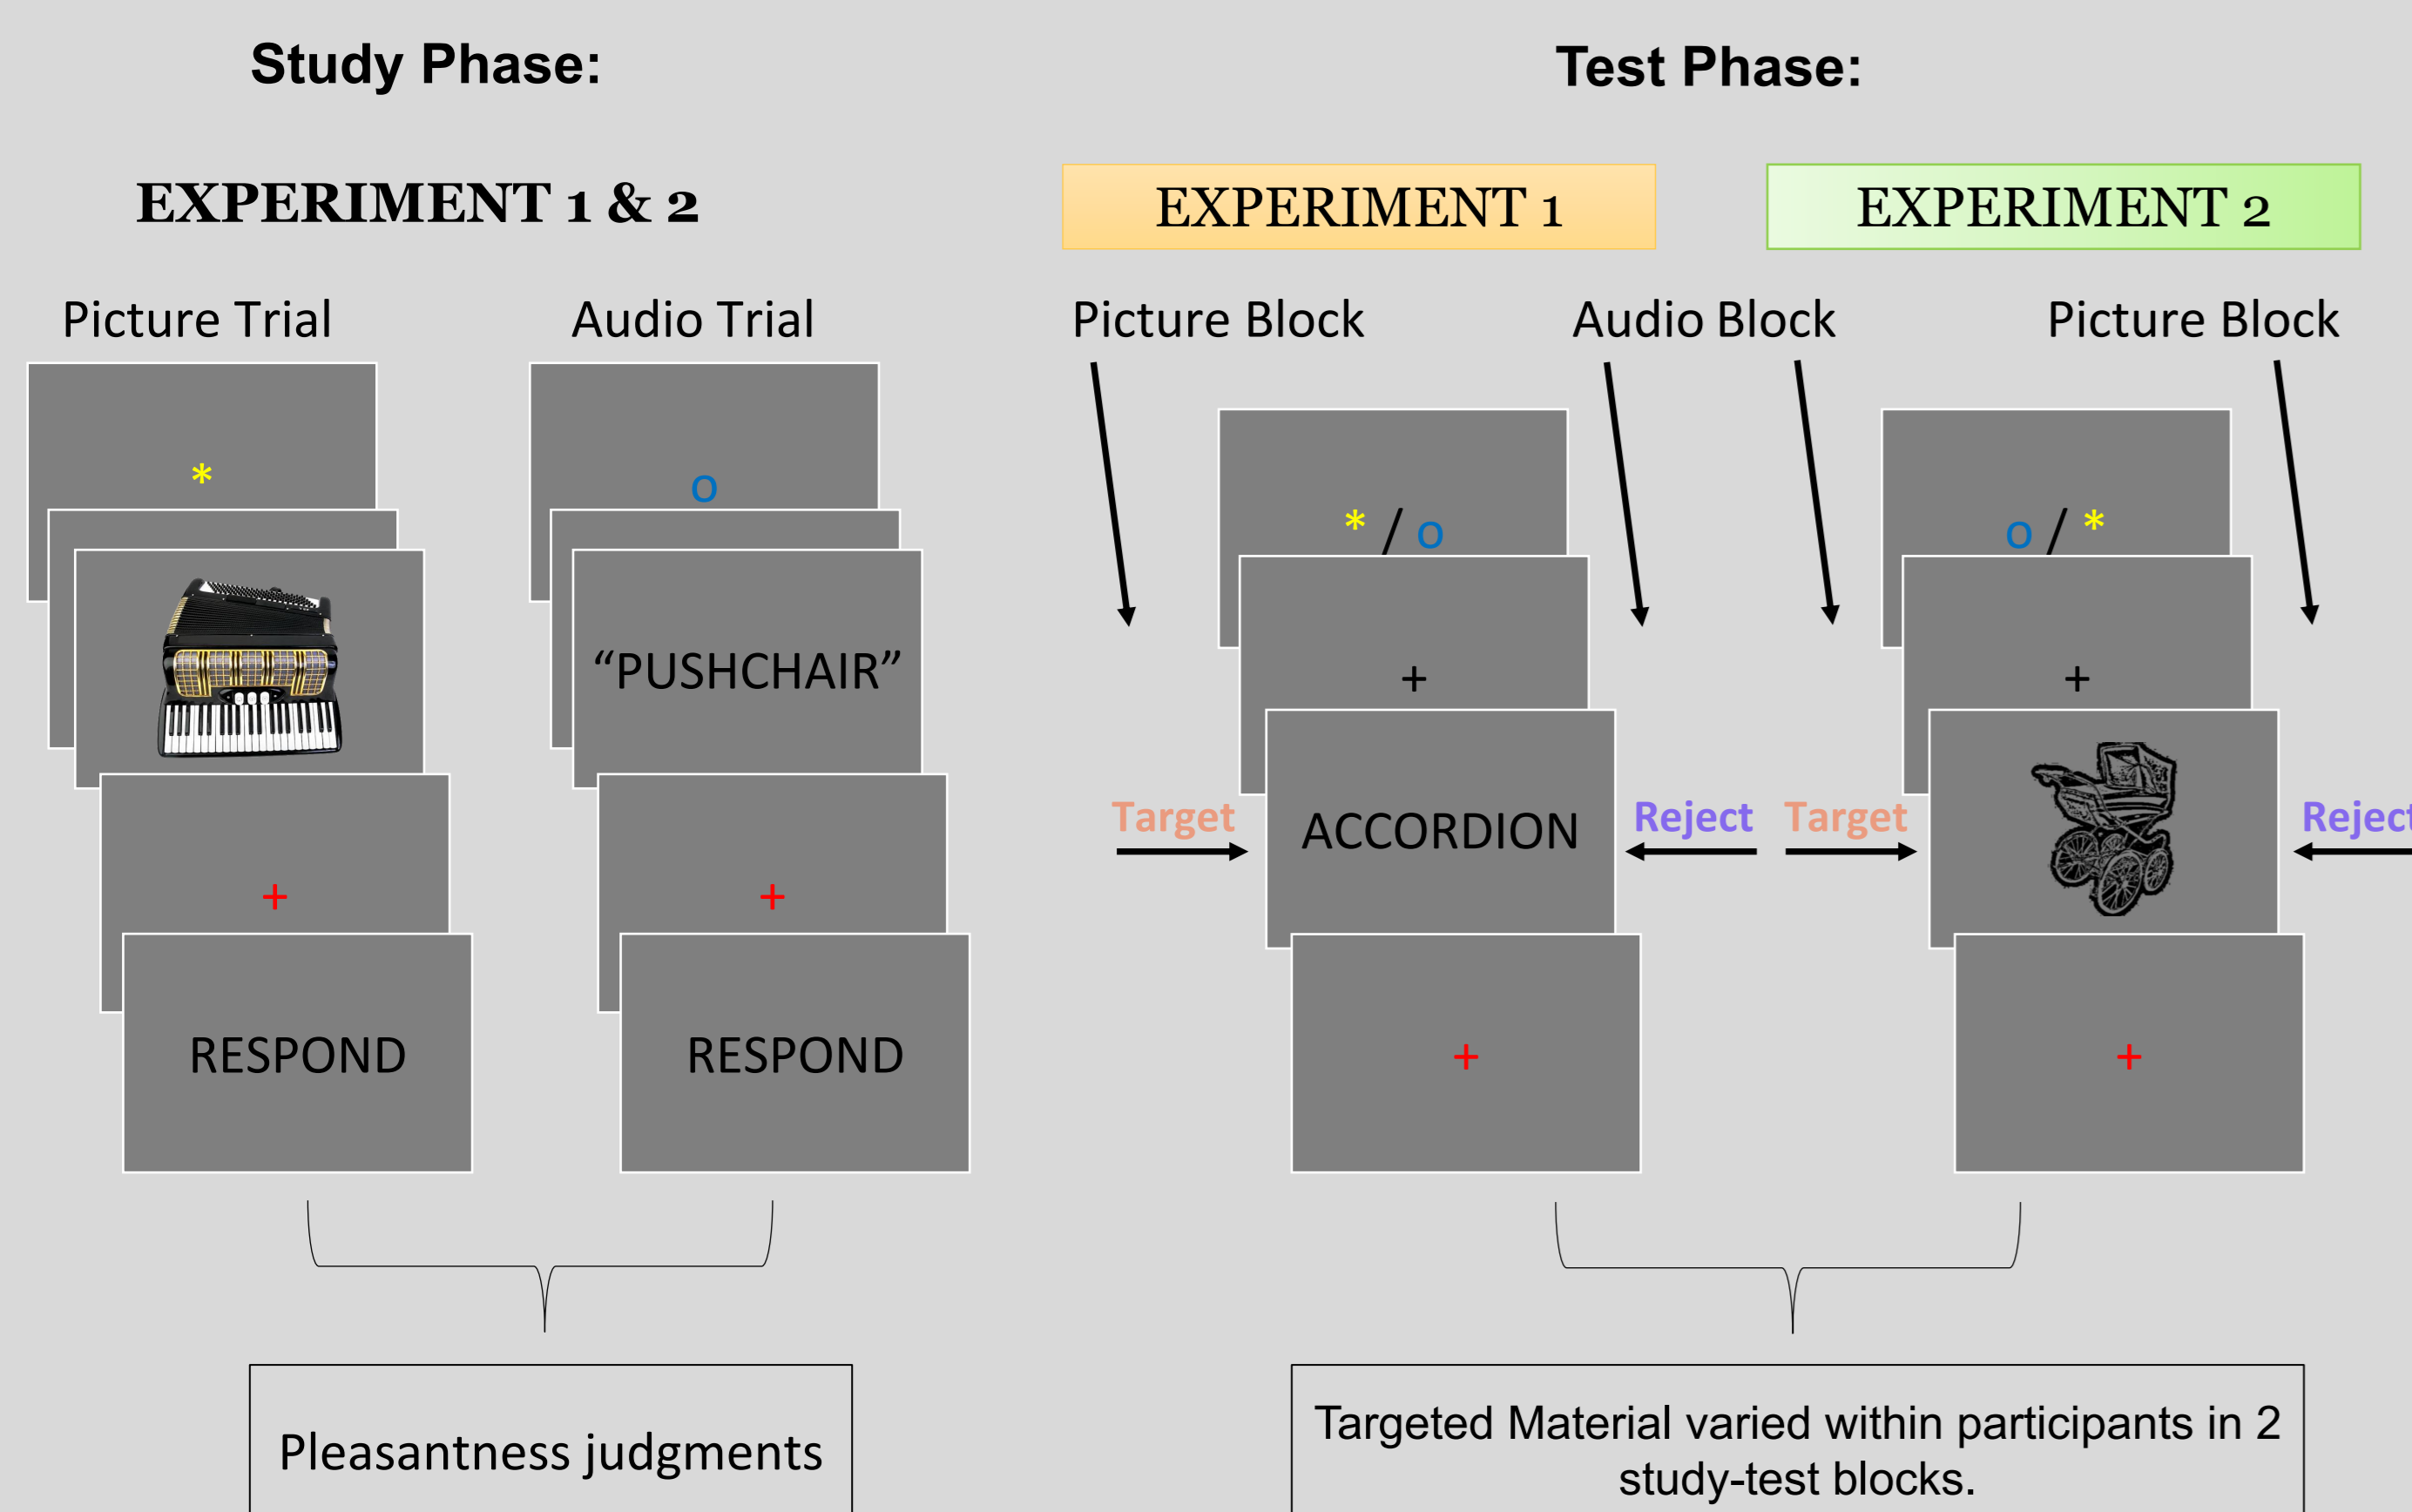 Study Phase:
EXPERIMENT 1 & 2
Picture Trial
Audio Trial
*
o
“PUSHCHAIR”
+
+
RESPOND
RESPOND
Pleasantness judgments
Test Phase:
EXPERIMENT 1
EXPERIMENT 2
Picture Block
Audio Block
Picture Block
* / o
o / *
+
+
Target
ACCORDION
Reject
Target
Reject
+
+
Targeted Material varied within participants in 2
study-test blocks.